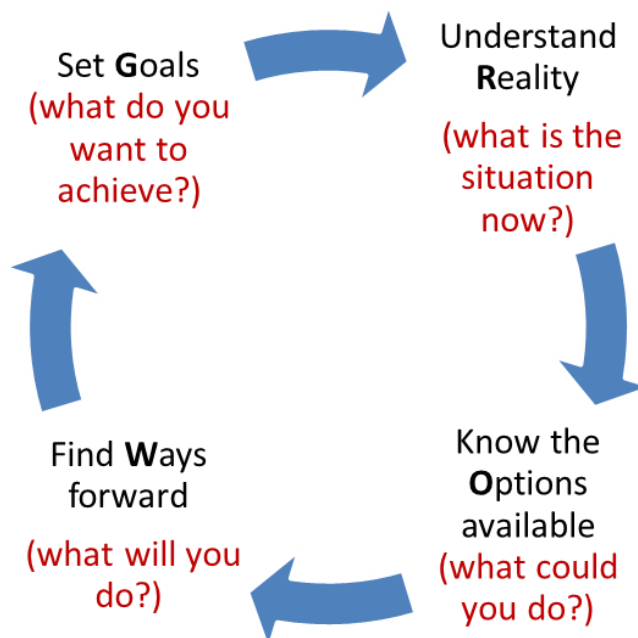 Set Goals
(what do you
want to
achieve?)
Understand
Reality
(what is the
situation
now?)
Know the
Options
available
(what could
you do?)
Find Ways
forward
(what will you
do?)